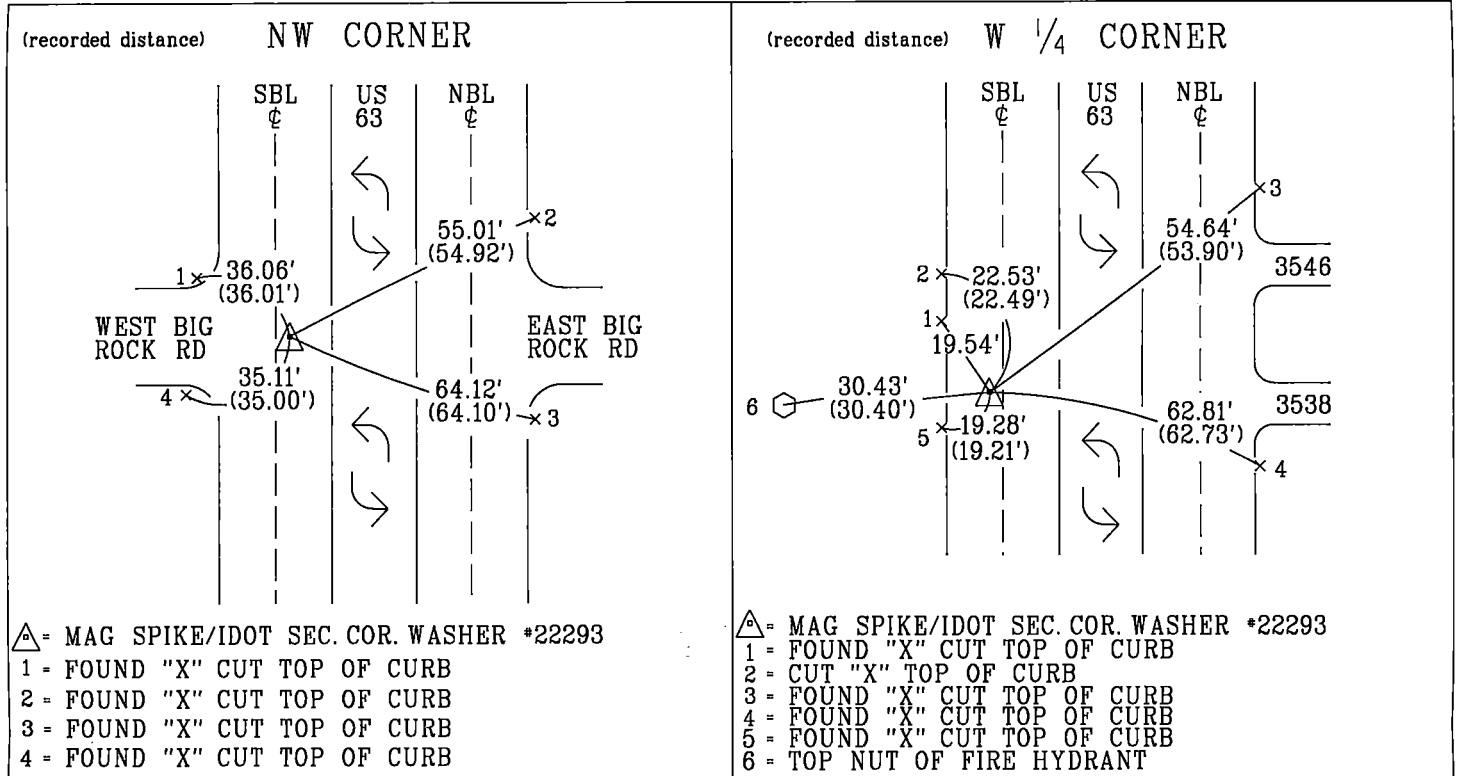 (recorded distance) NW CORNER
SBL
℄
US
63
NBL
℄
55.01'
(54.92')
2
1
36.06'
(36.01')
WEST BIG
ROCK RD
EAST BIG
ROCK RD
35.11'
(35.00')
4
64.12'
(64.10')
3
△= MAG SPIKE/IDOT SEC. COR. WASHER *22293
1 = FOUND "X" CUT TOP OF CURB
2 = FOUND "X" CUT TOP OF CURB
3 = FOUND "X" CUT TOP OF CURB
4 = FOUND "X" CUT TOP OF CURB
(recorded distance) W 1/4 CORNER
SBL
℄
US
63
NBL
℄
3
54.64'
(53.90')
3546
2
22.53'
(22.49')
1
19.54'
6
30.43'
(30.40')
5
19.28'
(19.21')
62.81'
(62.73')
3538
4
△= MAG SPIKE/IDOT SEC. COR. WASHER *22293
1 = FOUND "X" CUT TOP OF CURB
2 = CUT "X" TOP OF CURB
3 = FOUND "X" CUT TOP OF CURB
4 = FOUND "X" CUT TOP OF CURB
5 = FOUND "X" CUT TOP OF CURB
6 = TOP NUT OF FIRE HYDRANT